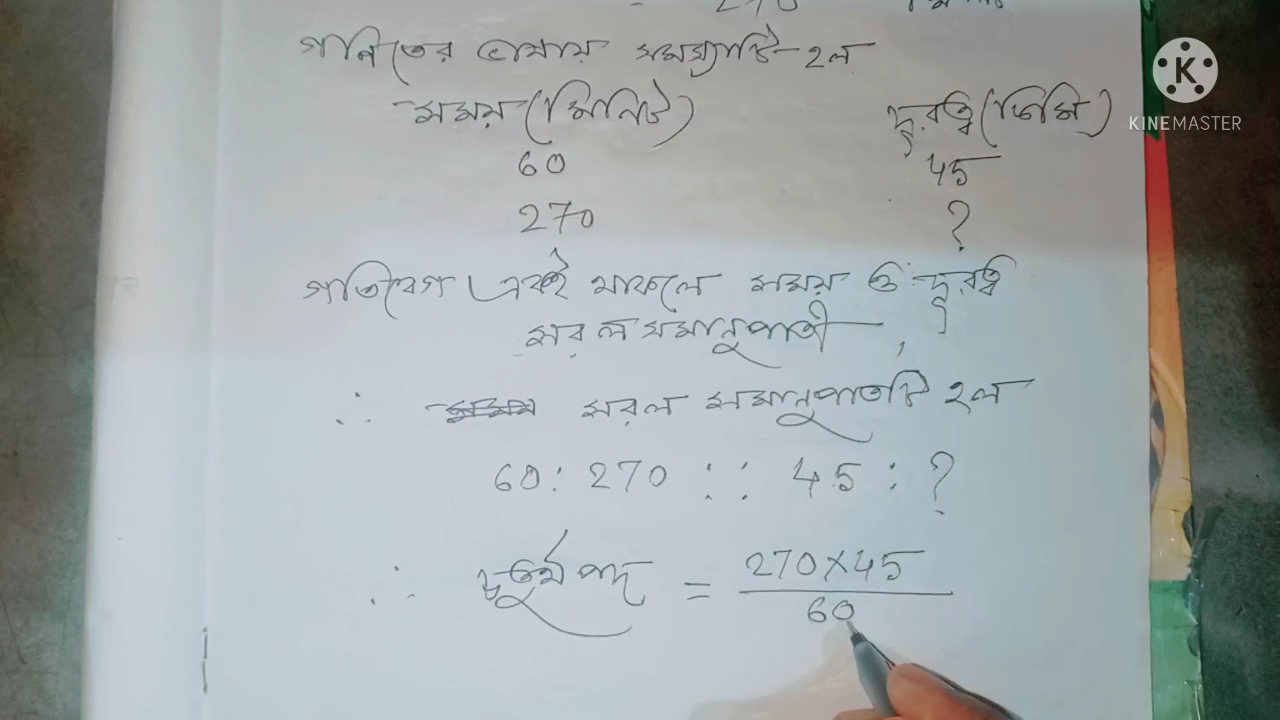 270
গণিতের ভাষায় সমস্যাটি হল
সময় (মিনিট) দূরত্ব (কিমি)
60 45
270 ?
গতিবেগ একই থাকলে সময় ও দূরত্ব
সরল সমানুপাতী,
∴ সরল সমানুপাতটি হল
60 : 270 :: 45 : ?
∴ চতুর্থ পদ = 270×45
60
K
KINEMASTER